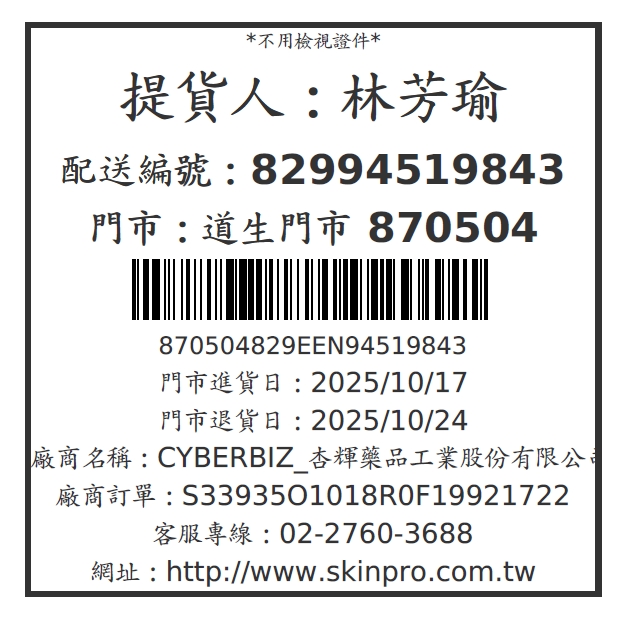 *不用檢視證件*
提貨人：林芳瑜
配送編號：82994519843
門市：道生門市 870504
870504829EEN94519843
門市進貨日：2025/10/17
門市退貨日：2025/10/24
廠商名稱：CYBERBIZ_杏輝藥品工業股份有限公司
廠商訂單：S33935O1018R0F19921722
客服專線：02-2760-3688
網址：http://www.skinpro.com.tw